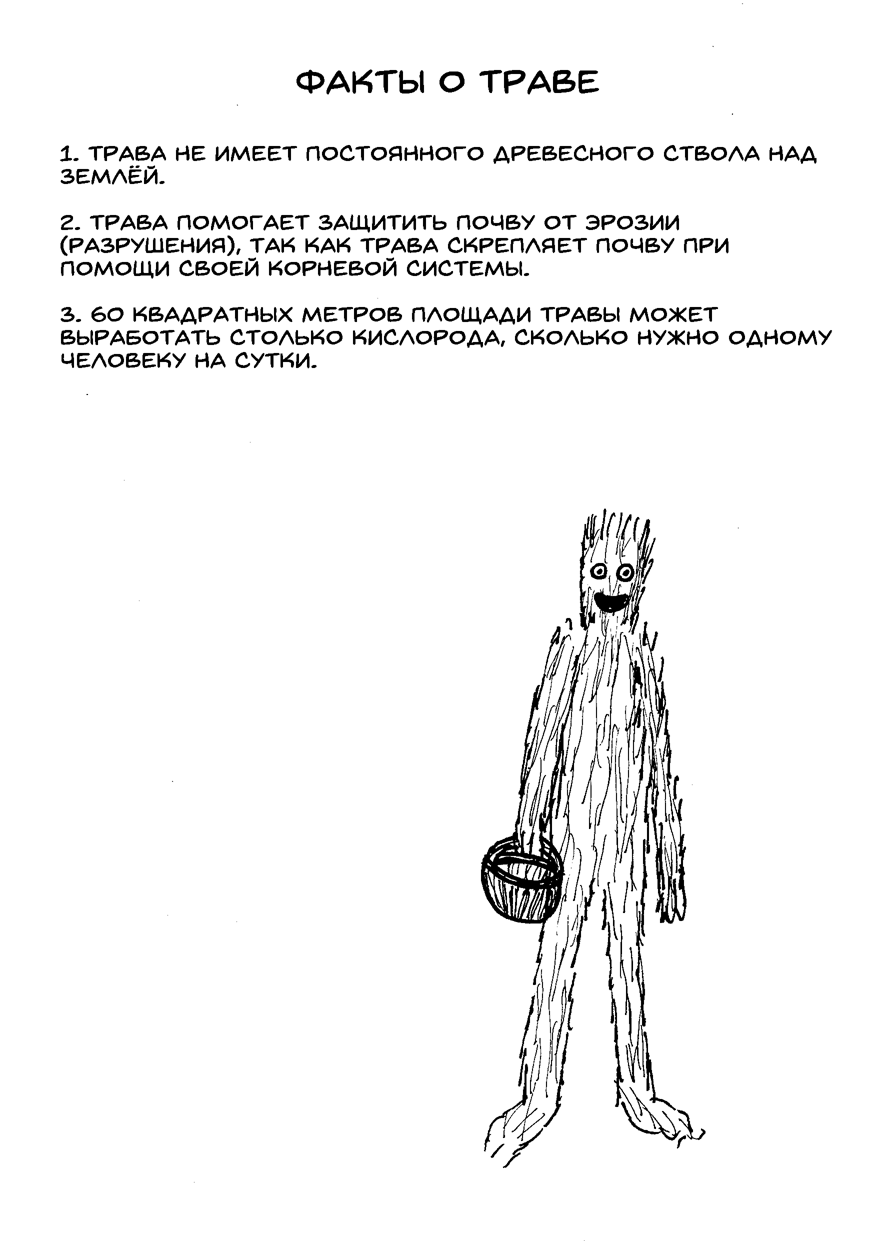 ФАКТЫ О ТРАВЕ
1. ТРАВА НЕ ИМЕЕТ ПОСТОЯННОГО ДРЕВЕСНОГО СТВОЛА НАД
ЗЕМЛЁЙ.
2. ТРАВА ПОМОГАЕТ ЗАЩИТИТЬ ПОЧВУ ОТ ЭРОЗИИ
(РАЗРУШЕНИЯ), ТАК КАК ТРАВА СКРЕПЛЯЕТ ПОЧВУ ПРИ
ПОМОЩИ СВОЕЙ КОРНЕВОЙ СИСТЕМЫ.
3. 60 КВАДРАТНЫХ МЕТРОВ ПЛОЩАДИ ТРАВЫ МОЖЕТ
ВЫРАБОТАТЬ СТОЛЬКО КИСЛОРОДА, СКОЛЬКО НУЖНО ОДНОМУ
ЧЕЛОВЕКУ НА СУТКИ.